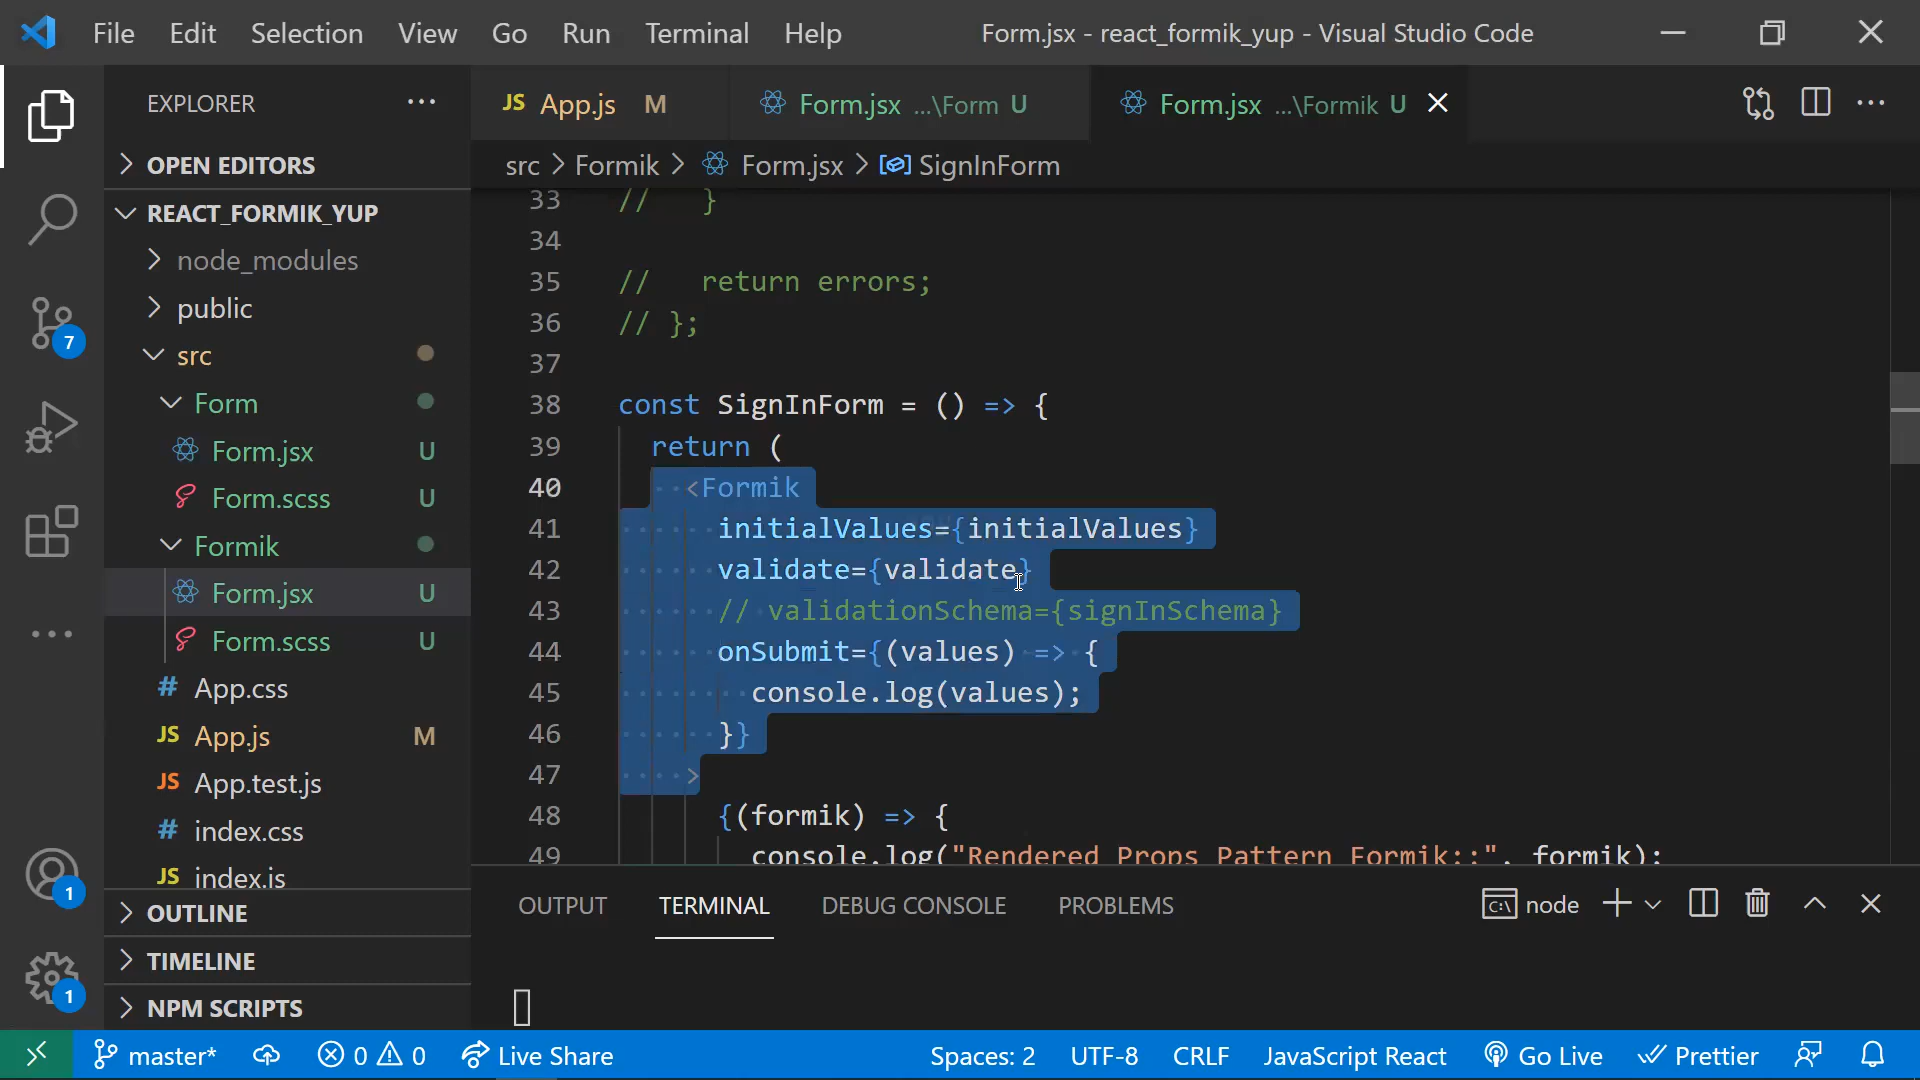 File Edit Selection View Go Run Terminal Help
Form.jsx - react_formik_yup - Visual Studio Code
EXPLORER
OPEN EDITORS
REACT_FORMIK_YUP
node_modules
public
src
Form
Form.jsx U
Form.scss U
Formik
Form.jsx U
Form.scss U
# App.css
JS App.js M
JS App.test.js
# index.css
JS index.js
OUTLINE
TIMELINE
NPM SCRIPTS
7
1
1
JS App.js M
Form.jsx ...\Form U
Form.jsx ...\Formik U
src > Formik > Form.jsx > SignInForm
33 //   }
34
35 //   return errors;
36 // };
37
38 const SignInForm = () => {
39   return (
40     <Formik
41       initialValues={initialValues}
42       validate={validate}
43       // validationSchema={signInSchema}
44       onSubmit={(values) => {
45         console.log(values);
46       }}
47     >
48       {(formik) => {
49         console.log("Rendered Props Pattern Formik::", formik);
OUTPUT TERMINAL DEBUG CONSOLE PROBLEMS
node
master* 0 0 Live Share
Spaces: 2 UTF-8 CRLF JavaScript React Go Live Prettier